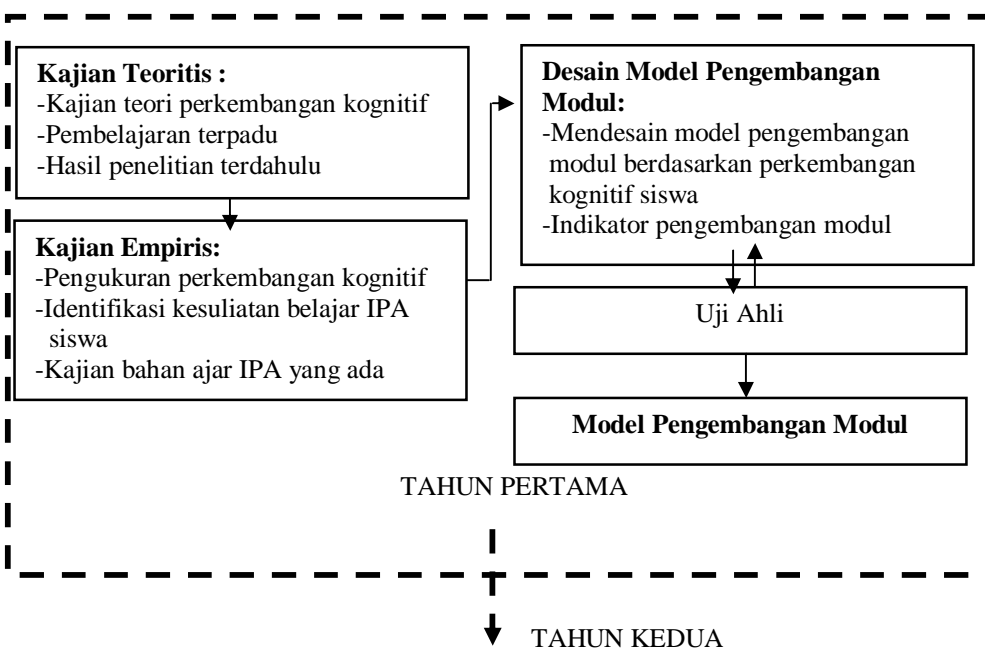 Kajian Teoritis :
-Kajian teori perkembangan kognitif
-Pembelajaran terpadu
-Hasil penelitian terdahulu
Kajian Empiris:
-Pengukuran perkembangan kognitif
-Identifikasi kesuliatan belajar IPA
siswa
-Kajian bahan ajar IPA yang ada
Desain Model Pengembangan
Modul:
-Mendesain model pengembangan
modul berdasarkan perkembangan
kognitif siswa
-Indikator pengembangan modul
Uji Ahli
Model Pengembangan Modul
TAHUN PERTAMA
TAHUN KEDUA